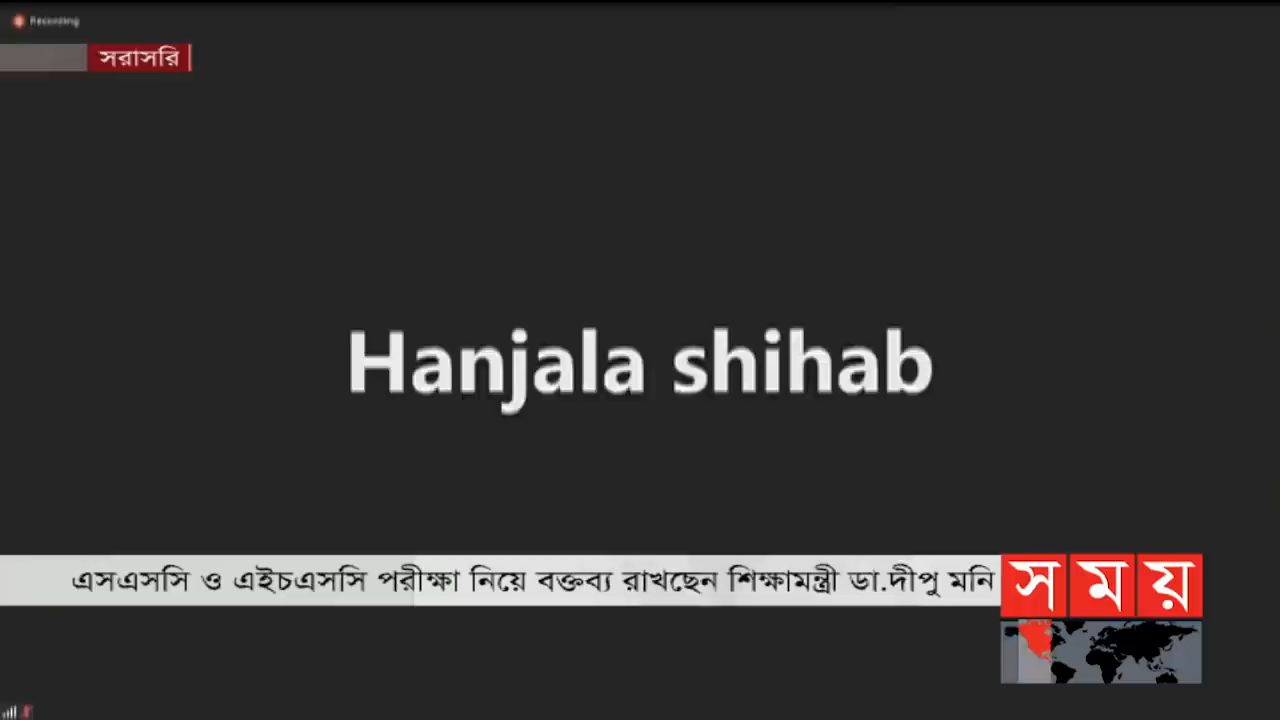 Recording
সরাসরি
Hanjala shihab
এসএসসি ও এইচএসসি পরীক্ষা নিয়ে বক্তব্য রাখছেন শিক্ষামন্ত্রী ডা.দীপু মনি
সময়